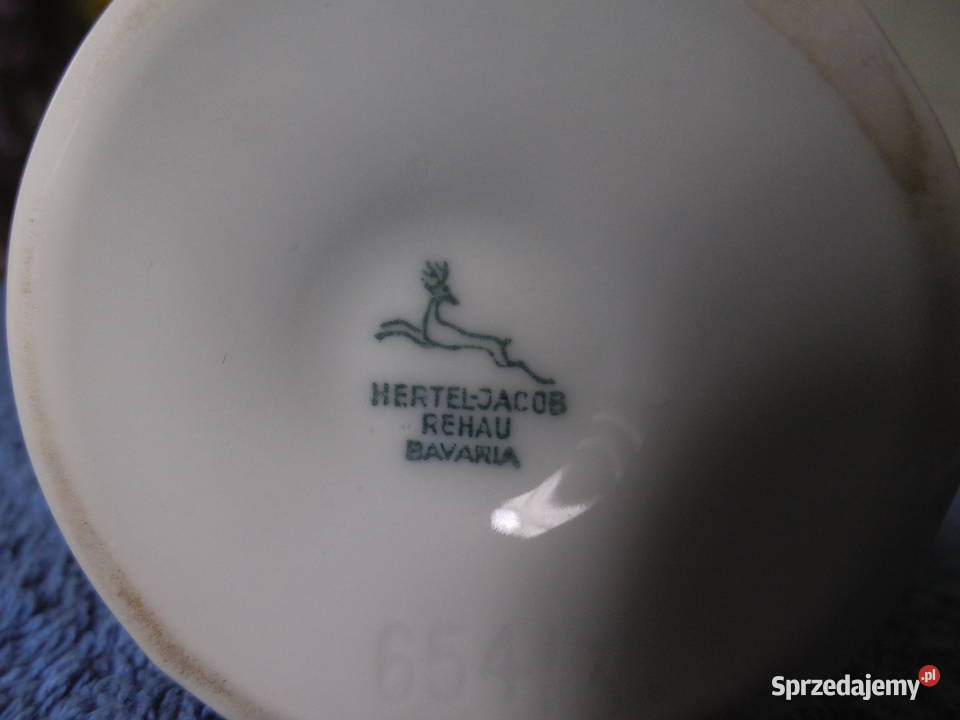 HERTEL-JACOB
REHAU
BAVARIA
Sprzedajemy.pl